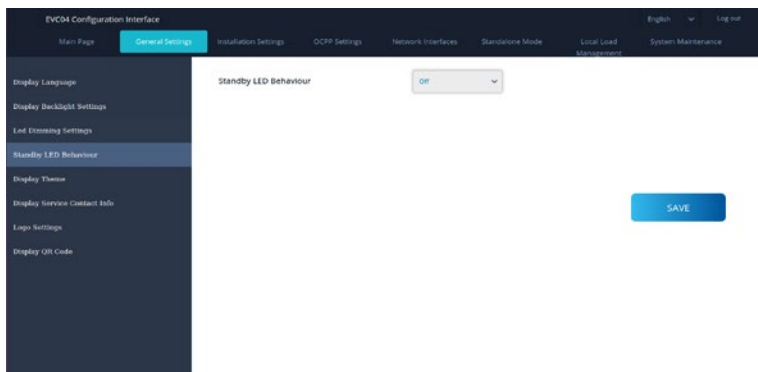 EVC04 Configuration Interface
English
Log out
Main Page
General Settings
Installation Settings
OCPP Settings
Network Interfaces
Standalone Mode
Local Load
Management
System Maintenance
Display Language
Standby LED Behaviour
Off
Display Backlight Settings
Led Dimming Settings
Standby LED Behaviour
Display Theme
Display Service Contact Info
SAVE
Logo Settings
Display QR Code